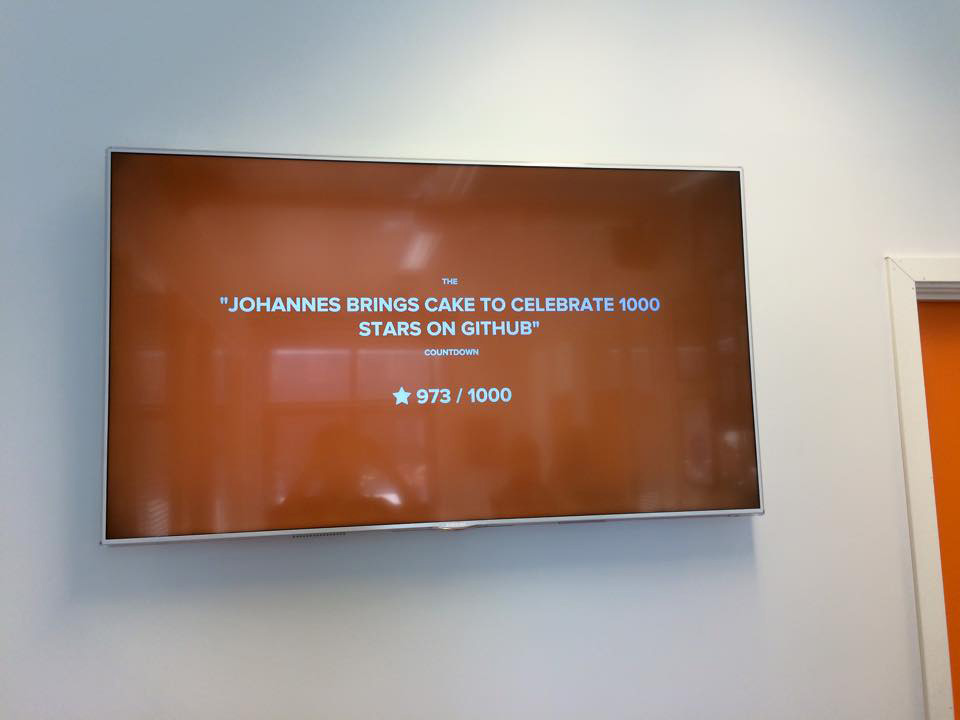 THE
"JOHANNES BRINGS CAKE TO CELEBRATE 1000
STARS ON GITHUB"
COUNTDOWN
★ 973 / 1000